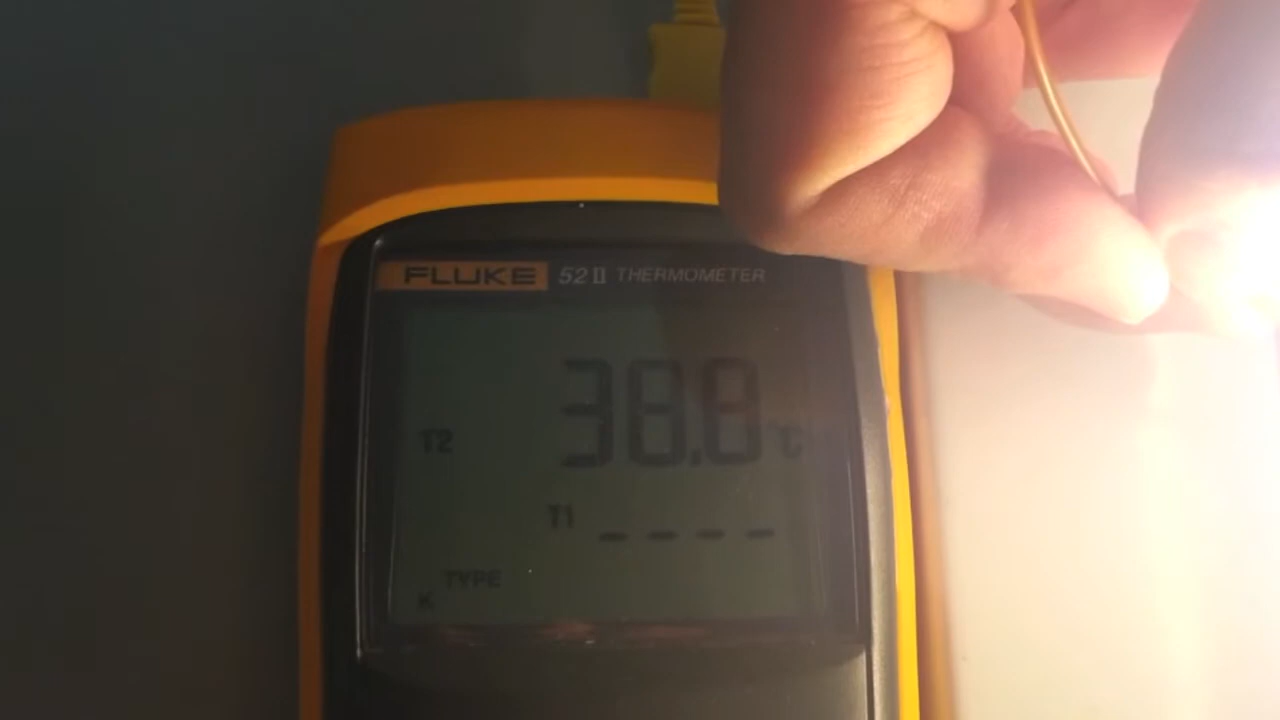 FLUKE 52 II THERMOMETER
T2 38.8 °C
T1 ----
K TYPE